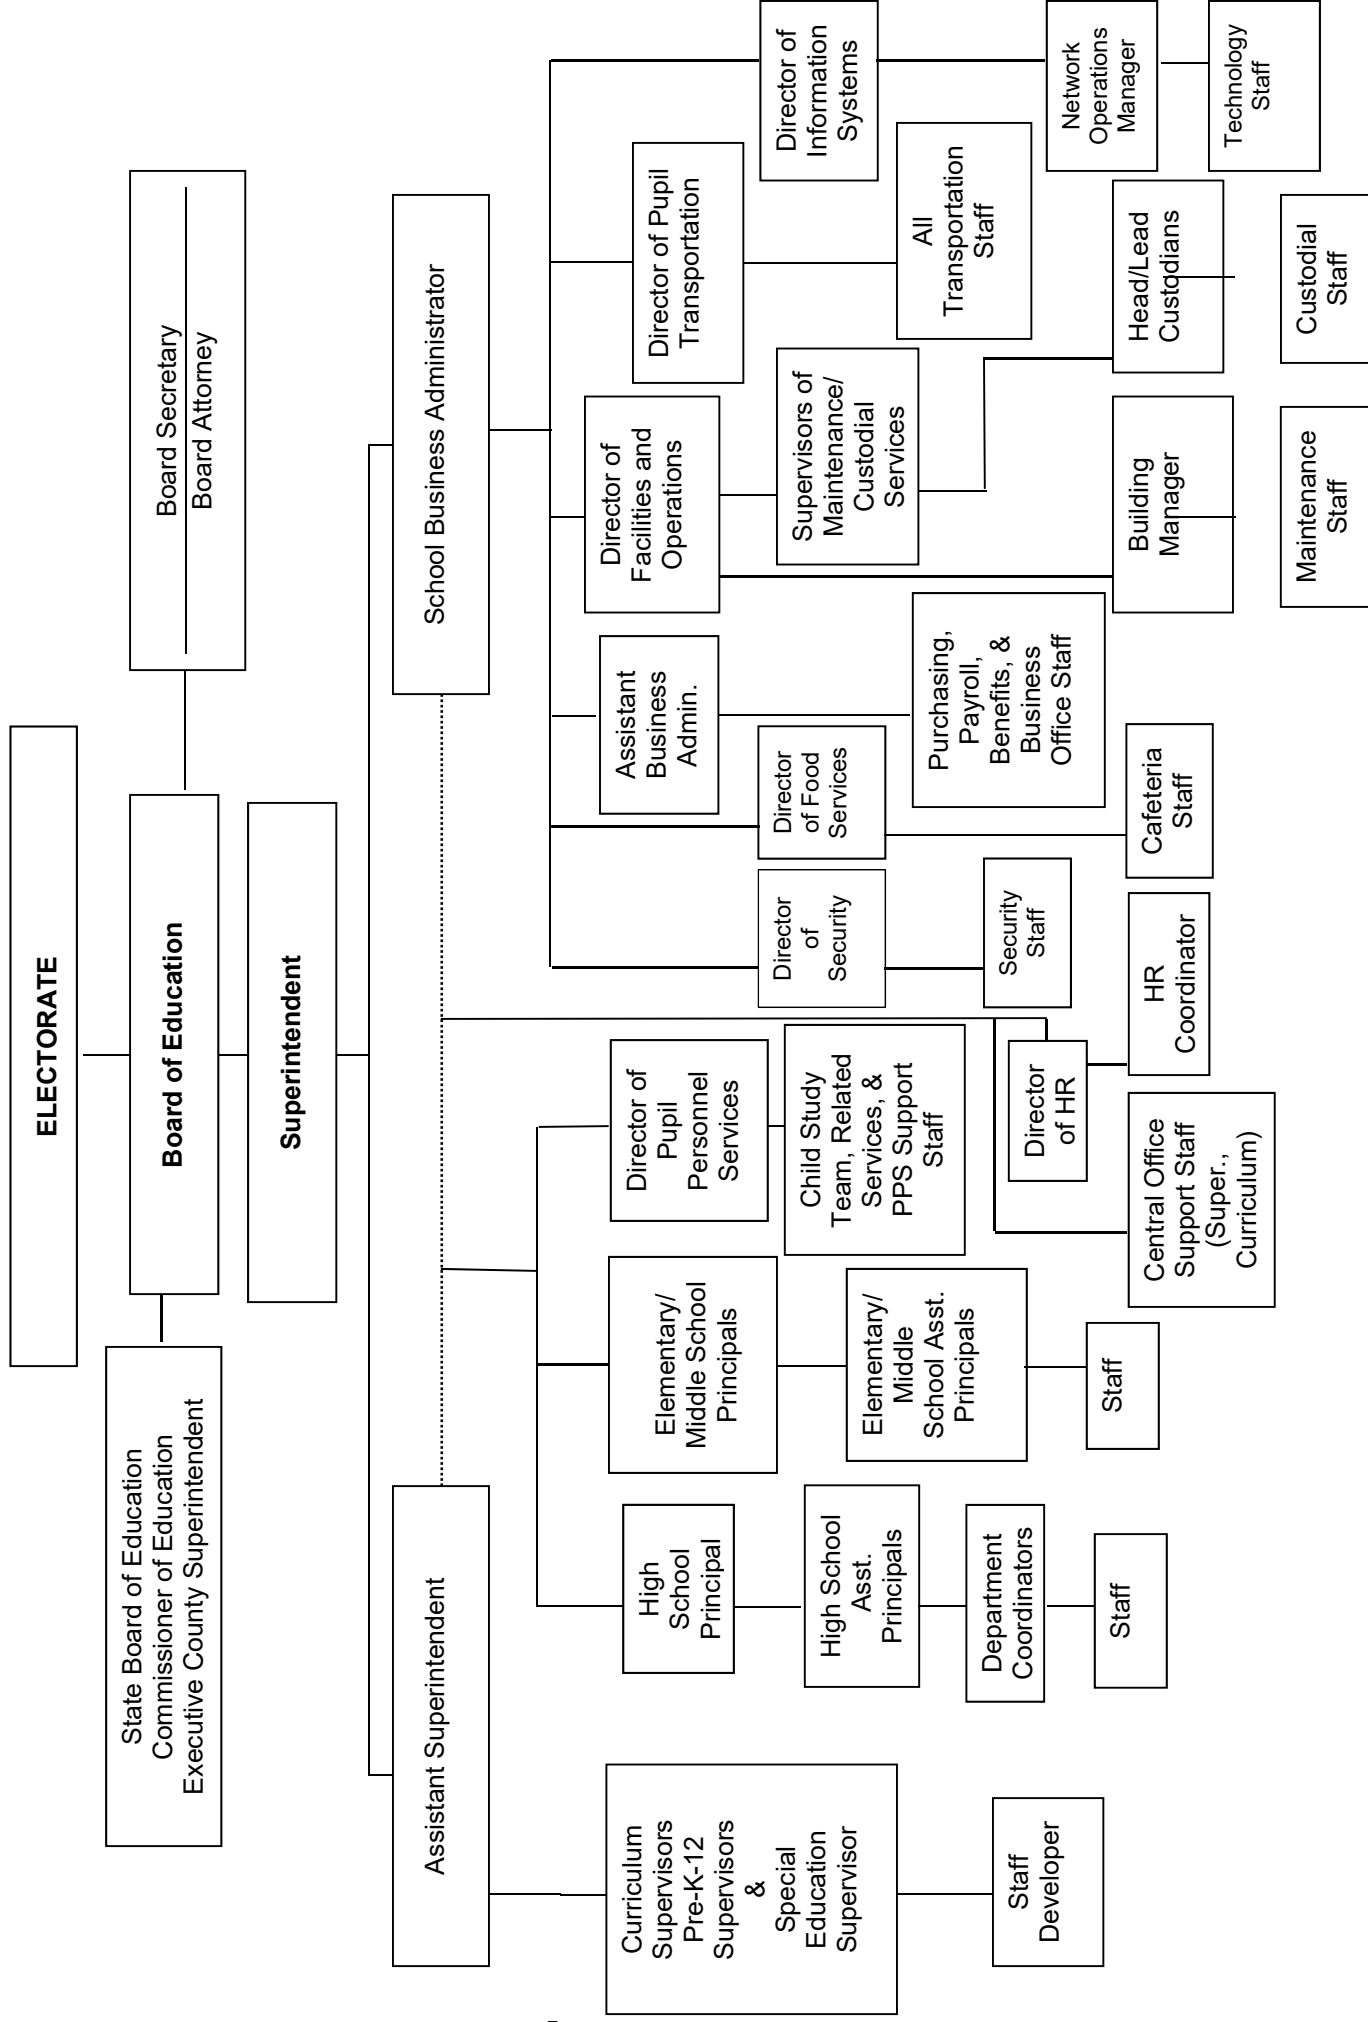 ELECTORATE
State Board of Education
Commissioner of Education
Executive County Superintendent
Board of Education
Board Secretary
Board Attorney
Superintendent
Assistant Superintendent
School Business Administrator
Curriculum
Supervisors
Pre-K-12
Supervisors
&
Special
Education
Supervisor
Staff
Developer
High
School
Principal
High School
Asst.
Principals
Department
Coordinators
Staff
Elementary/
Middle School
Principals
Elementary/
Middle
School Asst.
Principals
Staff
Director of
Pupil
Personnel
Services
Child Study
Team, Related
Services, &
PPS Support
Staff
Central Office
Support Staff
(Super.,
Curriculum)
Director
of HR
HR
Coordinator
Director
of
Security
Security
Staff
Director
of Food
Services
Cafeteria
Staff
Assistant
Business
Admin.
Purchasing,
Payroll,
Benefits, &
Business
Office Staff
Director of
Facilities and
Operations
Supervisors of
Maintenance/
Custodial
Services
Building
Manager
Maintenance
Staff
Head/Lead
Custodians
Custodial
Staff
Director of Pupil
Transportation
All
Transportation
Staff
Director of
Information
Systems
Network
Operations
Manager
Technology
Staff